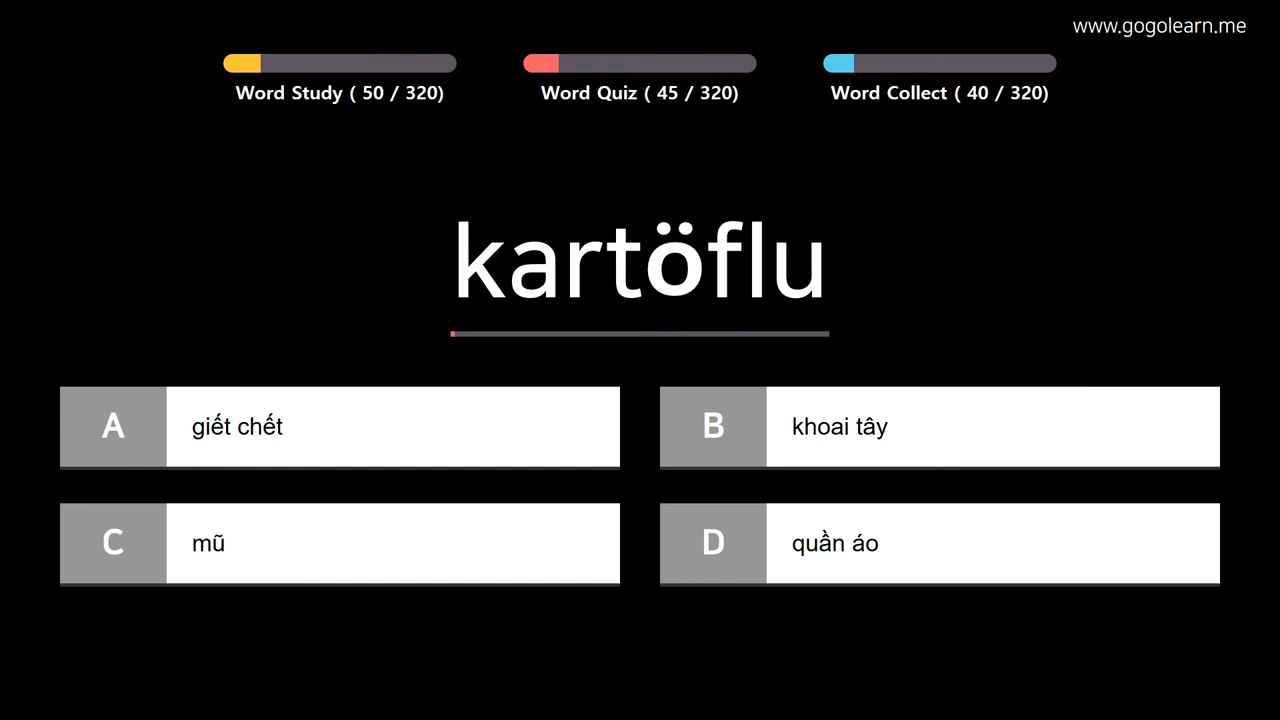 www.gogolearn.me
Word Study ( 50 / 320)
Word Quiz ( 45 / 320)
Word Collect ( 40 / 320)
kartöflu
A giết chết
B khoai tây
C mũ
D quần áo